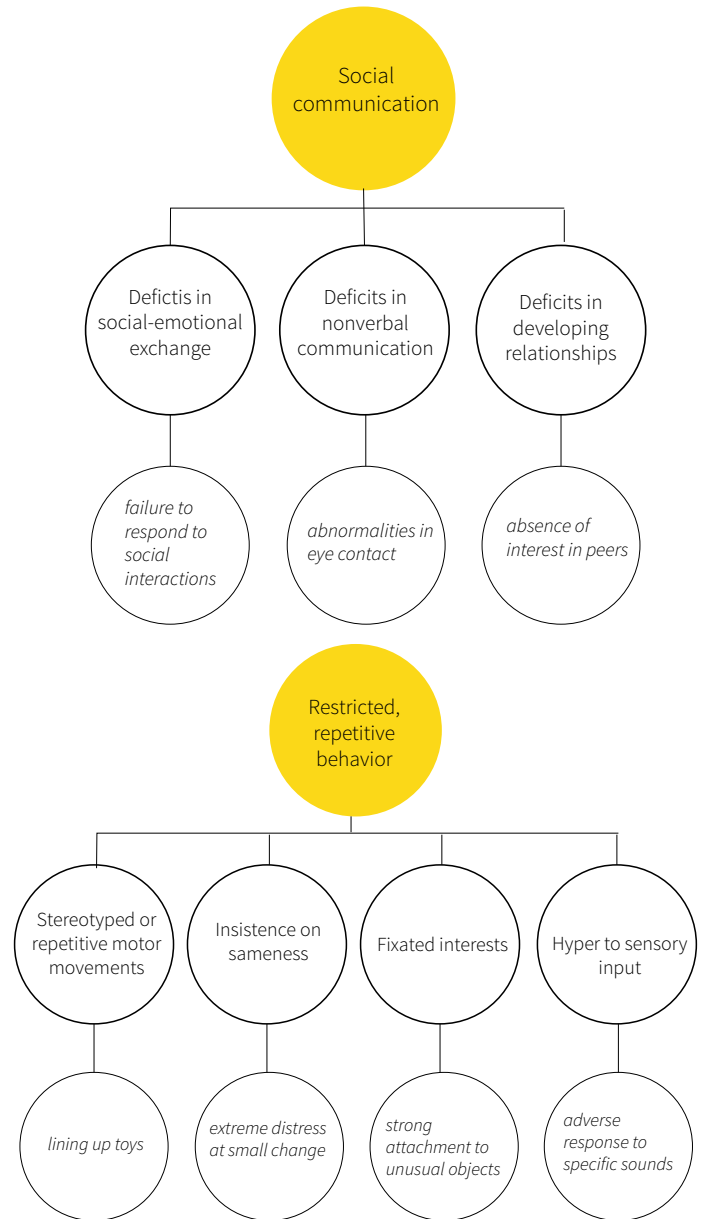 Social
communication
Defictis in
social-emotional
exchange
Deficits in
nonverbal
communication
Deficits in
developing
relationships
failure to
respond to
social
interactions
abnormalities in
eye contact
absence of
interest in peers
Restricted,
repetitive
behavior
Stereotyped or
repetitive motor
movements
Insistence on
sameness
Fixated interests
Hyper to sensory
input
lining up toys
extreme distress
at small change
strong
attachment to
unusual objects
adverse
response to
specific sounds